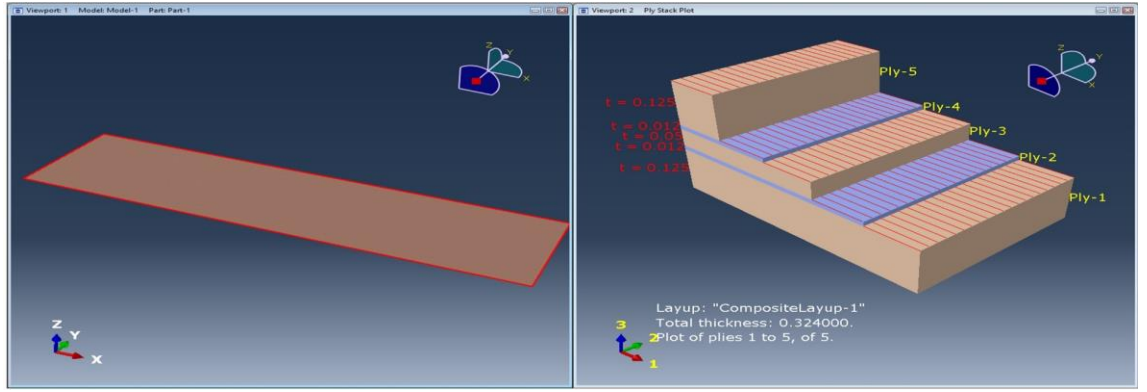 Viewport: 1 Model: Model-1 Part: Part-1
Z
Y
X
Z
Y
X
Viewport: 2 Ply Stack Plot
Z
Y
X
Ply-5
t = 0.125
Ply-4
t = 0.012
Ply-3
t = 0.05
t = 0.012
Ply-2
t = 0.125
Ply-1
Layup: "CompositeLayup-1"
Total thickness: 0.324000.
Plot of plies 1 to 5, of 5.
3
2
1